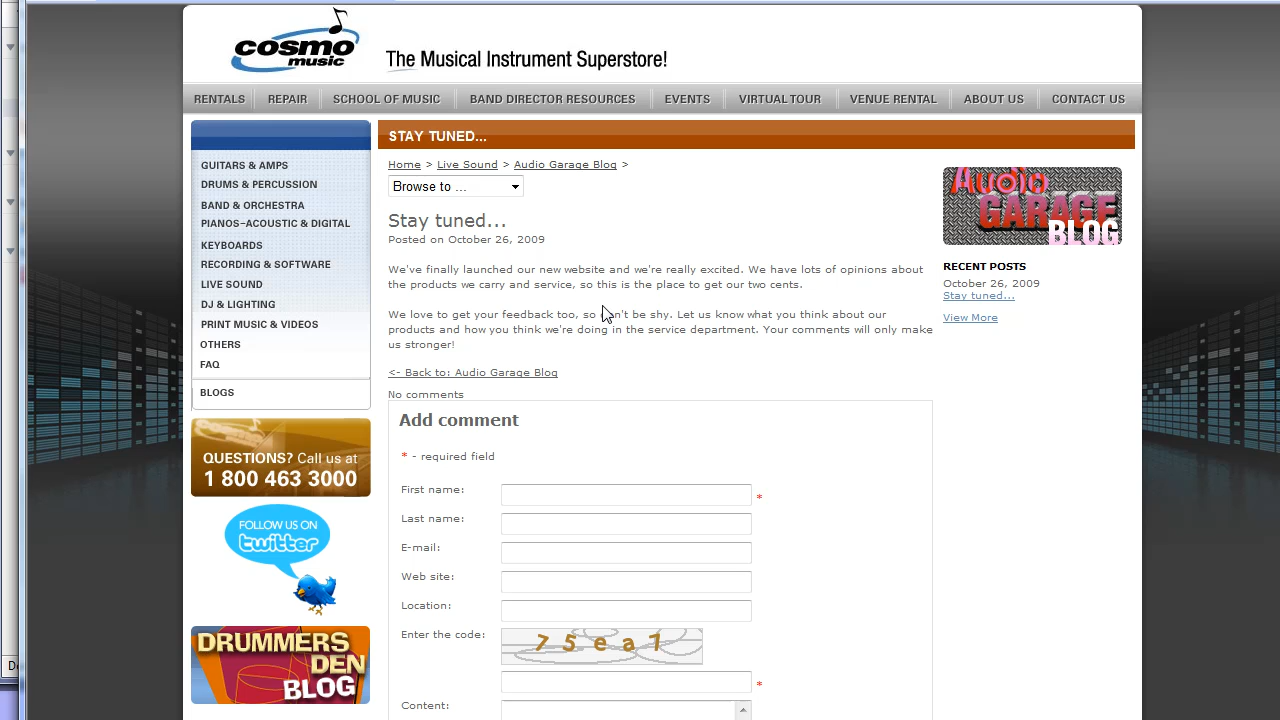 cosmo
music
The Musical Instrument Superstore!
RENTALS REPAIR SCHOOL OF MUSIC BAND DIRECTOR RESOURCES EVENTS VIRTUAL TOUR VENUE RENTAL ABOUT US CONTACT US
GUITARS & AMPS
DRUMS & PERCUSSION
BAND & ORCHESTRA
PIANOS-ACOUSTIC & DIGITAL
KEYBOARDS
RECORDING & SOFTWARE
LIVE SOUND
DJ & LIGHTING
PRINT MUSIC & VIDEOS
OTHERS
FAQ
BLOGS
QUESTIONS? Call us at
1 800 463 3000
FOLLOW US ON
twitter
DRUMMERS
DEN
BLOG
STAY TUNED...
Home > Live Sound > Audio Garage Blog >
Browse to ...
Stay tuned...
Posted on October 26, 2009
We've finally launched our new website and we're really excited. We have lots of opinions about
the products we carry and service, so this is the place to get our two cents.
We love to get your feedback too, so don't be shy. Let us know what you think about our
products and how you think we're doing in the service department. Your comments will only make
us stronger!
<- Back to: Audio Garage Blog
No comments
Add comment
* - required field
First name: *
Last name:
E-mail:
Web site:
Location:
Enter the code: 75ea1
*
Content:
Audio
GARAGE
BLOG
RECENT POSTS
October 26, 2009
Stay tuned...
View More